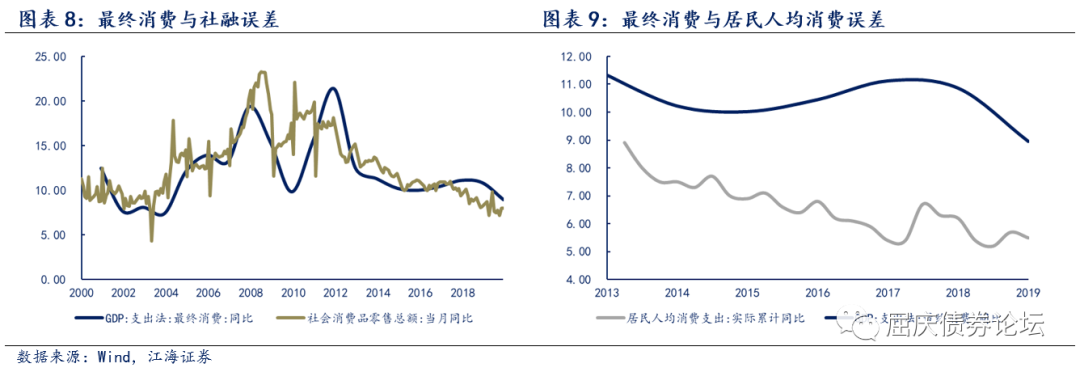 图表 8：最终消费与社融误差
25.00
20.00
15.00
10.00
5.00
0.00
2000 2002 2004 2006 2008 2010 2012 2014 2016 2018
GDP:支出法:最终消费:同比 社会消费品零售总额:当月同比
图表 9：最终消费与居民人均消费误差
12.00
11.00
10.00
9.00
8.00
7.00
6.00
5.00
4.00
2013 2014 2015 2016 2017 2018 2019
居民人均消费支出:实际累计同比
屈庆债券论坛
数据来源：Wind，江海证券